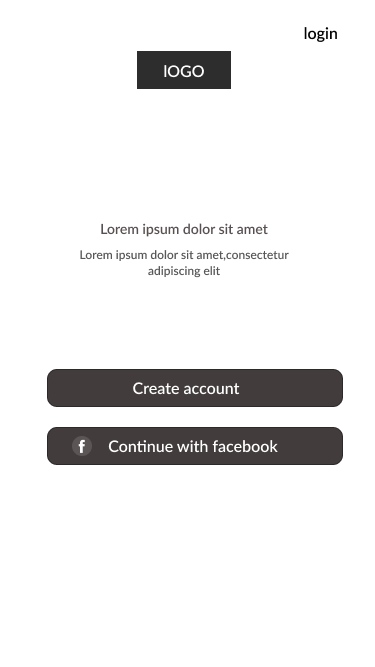 login
lOGO
Lorem ipsum dolor sit amet
Lorem ipsum dolor sit amet,consectetur
adipiscing elit
Create account
f Continue with facebook